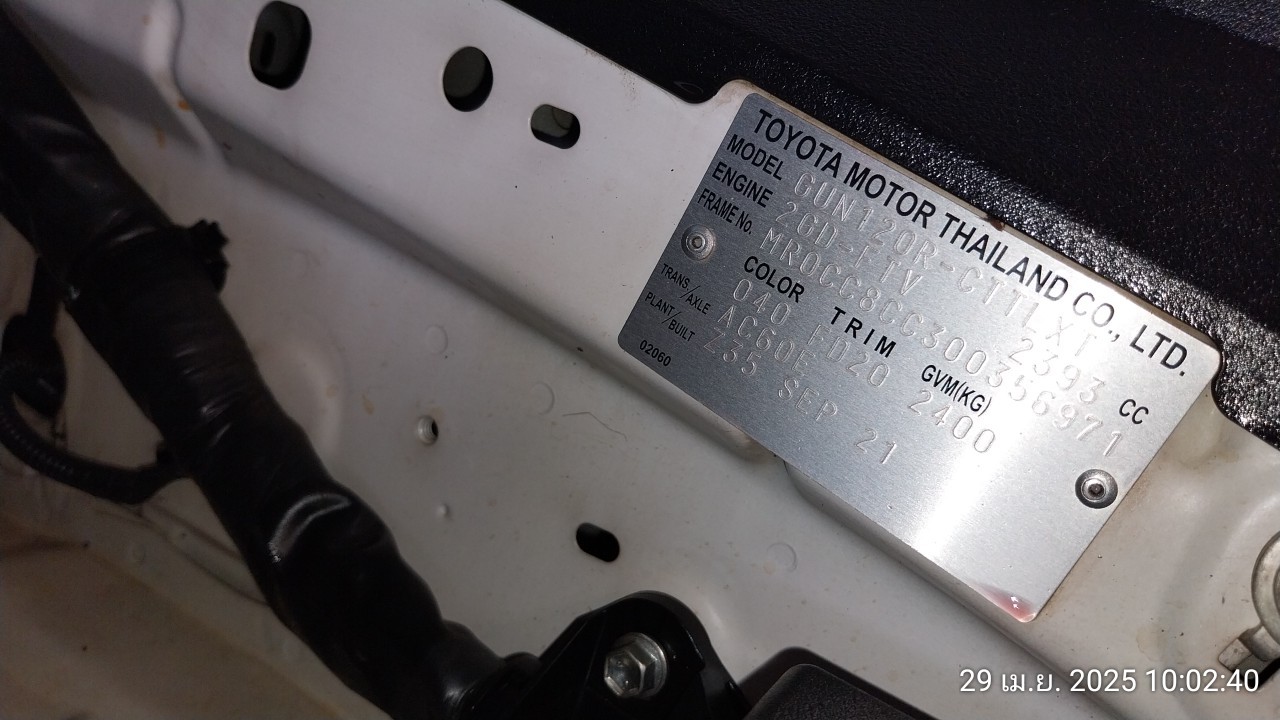 TOYOTA MOTOR THAILAND CO., LTD.
MODEL GUN120R-CTTLXT
ENGINE 2GD-FTV 2393 CC
FRAME No. MR0CC8CC300356971
COLOR TRIM GVM(KG)
040 FD20 2400
TRANS/AXLE AC60E
PLANT/BUILT Z35 SEP 21
02060
29 เม.ย. 2025 10:02:40